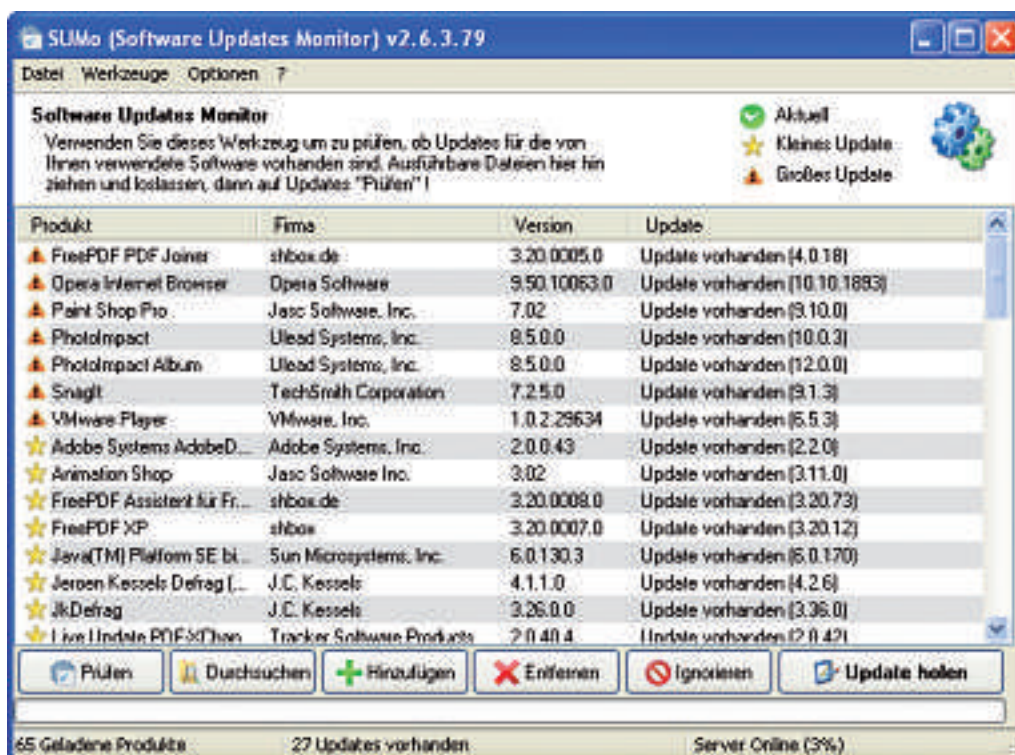 SUMo (Software Updates Monitor) v2.6.3.79
Datei Werkzeuge Optionen ?
Software Updates Monitor
Verwenden Sie dieses Werkzeug um zu prüfen, ob Updates für die von
Ihnen verwendete Software vorhanden sind. Ausführbare Dateien hier hin
ziehen und loslassen, dann auf Updates "Prüfen" !
Aktuell
Kleines Update
Großes Update
Produkt Firma Version Update
FreePDF PDF Joiner shbox.de 3.20.0005.0 Update vorhanden (4.0.18)
Opera Internet Browser Opera Software 9.50.10063.0 Update vorhanden (10.10.1893)
Paint Shop Pro Jasc Software, Inc. 7.02 Update vorhanden (9.10.0)
PhotoImpact Ulead Systems, Inc. 8.5.0.0 Update vorhanden (10.0.3)
PhotoImpact Album Ulead Systems, Inc. 8.5.0.0 Update vorhanden (12.0.0)
SnagIt TechSmith Corporation 7.2.5.0 Update vorhanden (9.1.3)
VMware Player VMware, Inc. 1.0.2.29634 Update vorhanden (6.5.3)
Adobe Systems AdobeD... Adobe Systems, Inc. 2.0.0.43 Update vorhanden (2.2.0)
Animation Shop Jasc Software Inc. 3.02 Update vorhanden (3.11.0)
FreePDF Assistent für Fr... shbox.de 3.20.0008.0 Update vorhanden (3.20.73)
FreePDF XP shbox 3.20.0007.0 Update vorhanden (3.20.12)
Java(TM) Platform SE bi... Sun Microsystems, Inc. 6.0.130.3 Update vorhanden (6.0.170)
Jeroen Kessels Defrag (... J.C. Kessels 4.1.1.0 Update vorhanden (4.2.6)
JkDefrag J.C. Kessels 3.26.0.0 Update vorhanden (3.36.0)
Live Update PDF-XChan Tracker Software Products 2.0.40.4 Update vorhanden (2.0.42)
Prüfen Durchsuchen Hinzufügen Entfernen Ignorieren Update holen
65 Geladene Produkte 27 Updates vorhanden Server Online (3%)